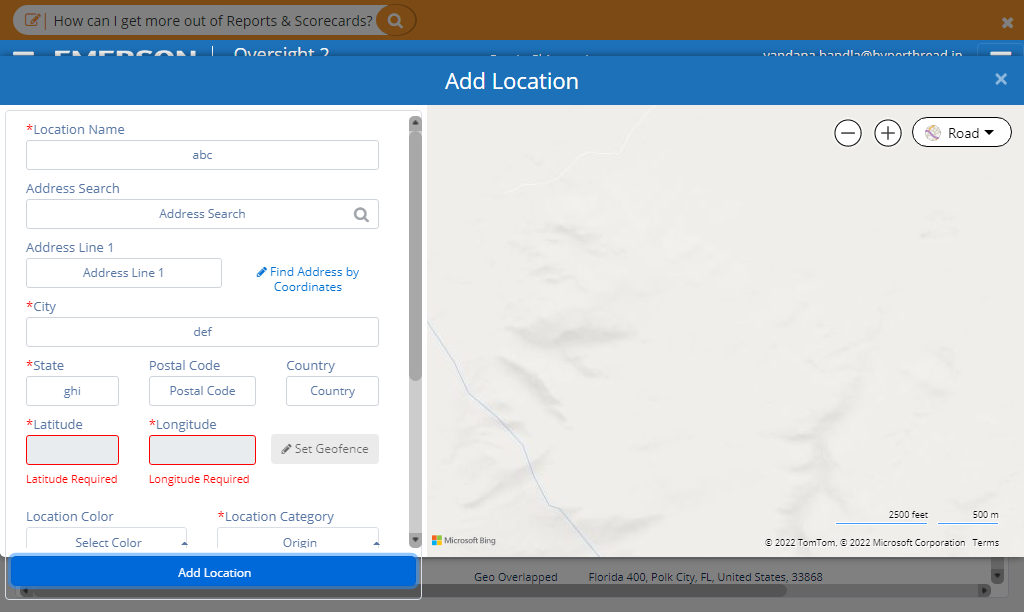 How can I get more out of Reports & Scorecards?
EMERSON Oversight 2
vandana.bandla@hyperthread.in
Add Location
*Location Name
abc
Address Search
Address Search
Address Line 1
Address Line 1
Find Address by
Coordinates
*City
def
*State Postal Code Country
ghi Postal Code Country
*Latitude *Longitude
Set Geofence
Latitude Required Longitude Required
Location Color *Location Category
Select Color Origin
Add Location
Road
2500 feet 500 m
Microsoft Bing
© 2022 TomTom, © 2022 Microsoft Corporation Terms
Geo Overlapped Florida 400, Polk City, FL, United States, 33868